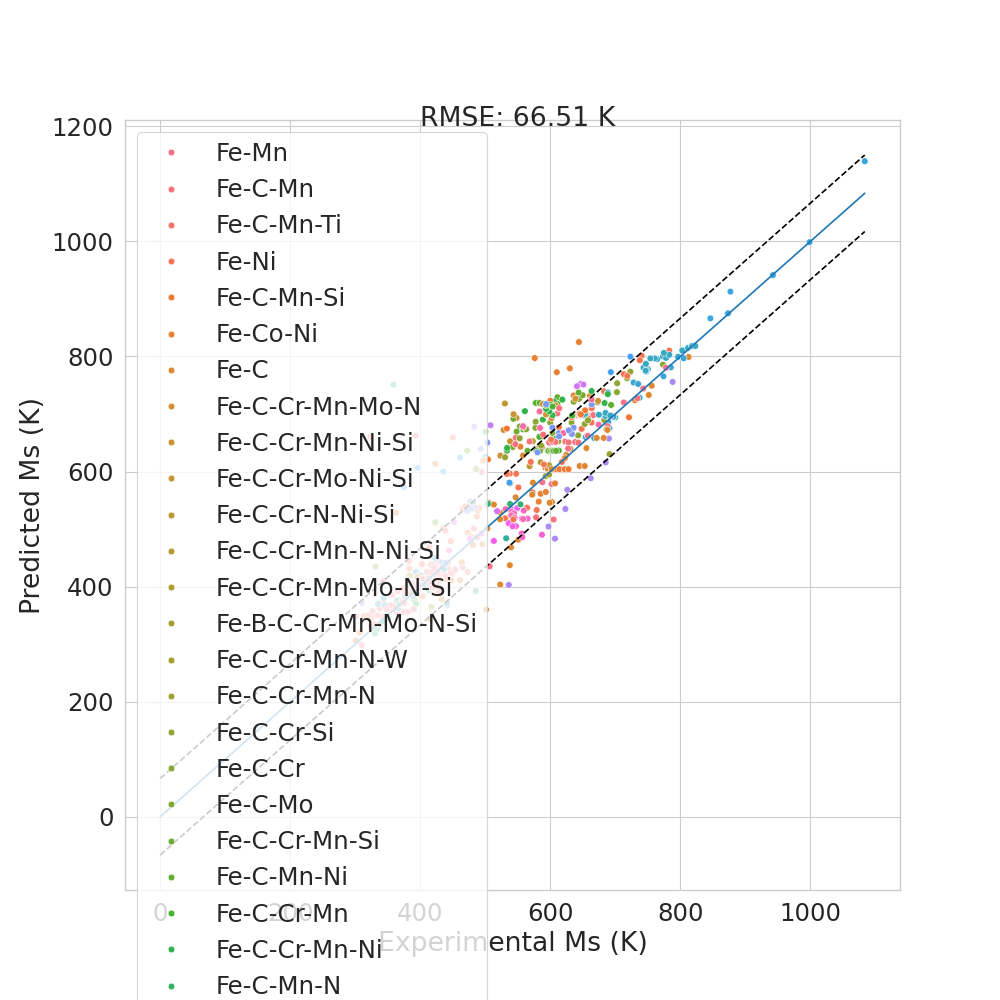 RMSE: 66.51 K
1200
1000
800
600
400
200
0
Predicted Ms (K)
Fe-Mn
Fe-C-Mn
Fe-C-Mn-Ti
Fe-Ni
Fe-C-Mn-Si
Fe-Co-Ni
Fe-C
Fe-C-Cr-Mn-Mo-N
Fe-C-Cr-Mn-Ni-Si
Fe-C-Cr-Mo-Ni-Si
Fe-C-Cr-N-Ni-Si
Fe-C-Cr-Mn-N-Ni-Si
Fe-C-Cr-Mn-Mo-N-Si
Fe-B-C-Cr-Mn-Mo-N-Si
Fe-C-Cr-Mn-N-W
Fe-C-Cr-Mn-N
Fe-C-Cr-Si
Fe-C-Cr
Fe-C-Mo
Fe-C-Cr-Mn-Si
Fe-C-Mn-Ni
Fe-C-Cr-Mn
Fe-C-Cr-Mn-Ni
Fe-C-Mn-N
0 200 400 600 800 1000
Experimental Ms (K)